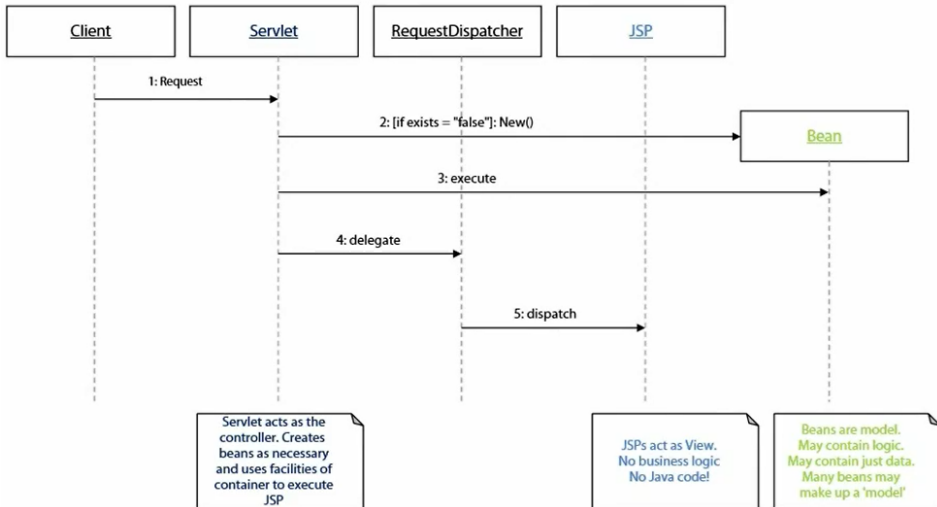 Client
Servlet
RequestDispatcher
JSP
1: Request
2: [if exists = "false"]: New()
Bean
3: execute
4: delegate
5: dispatch
Servlet acts as the
controller. Creates
beans as necessary
and uses facilities of
container to execute
JSP
JSPs act as View.
No business logic
No Java code!
Beans are model.
May contain logic.
May contain just data.
Many beans may
make up a 'model'